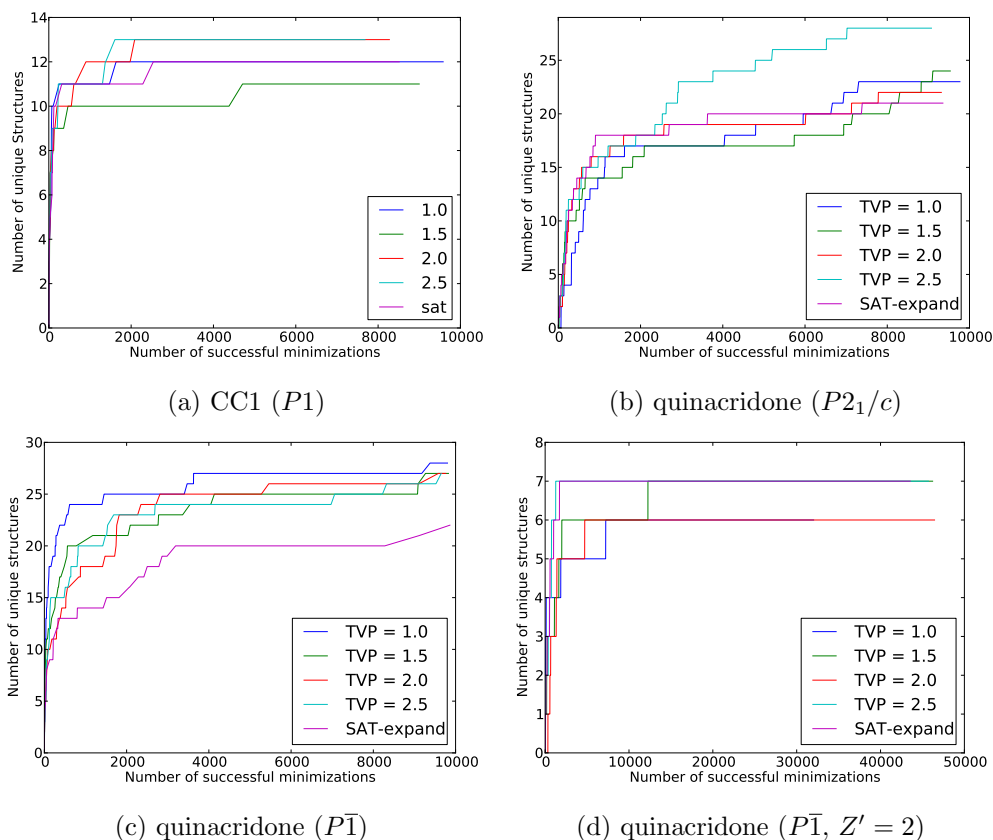 14
12
10
8
6
4
2
0
Number of unique Structures
1.0
1.5
2.0
2.5
sat
0 2000 4000 6000 8000 10000
Number of successful minimizations
(a) CC1 (P1)
25
20
15
10
5
0
Number of unique structures
TVP = 1.0
TVP = 1.5
TVP = 2.0
TVP = 2.5
SAT-expand
0 2000 4000 6000 8000 10000
Number of successful minimizations
(b) quinacridone (P2₁/c)
30
25
20
15
10
5
0
Number of unique structures
TVP = 1.0
TVP = 1.5
TVP = 2.0
TVP = 2.5
SAT-expand
0 2000 4000 6000 8000 10000
Number of successful minimizations
(c) quinacridone (P1̅)
8
7
6
5
4
3
2
1
0
Number of unique structures
TVP = 1.0
TVP = 1.5
TVP = 2.0
TVP = 2.5
SAT-expand
0 10000 20000 30000 40000 50000
Number of successful minimizations
(d) quinacridone (P1̅, Z′ = 2)